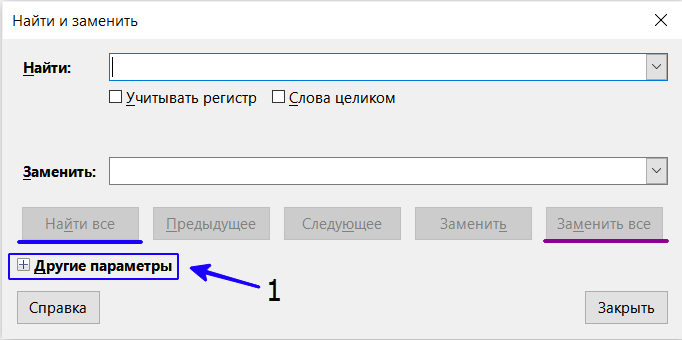 Найти и заменить
Найти:
Учитывать регистр Слова целиком
Заменить:
Найти все Предыдущее Следующее Заменить Заменить все
Другие параметры
1
Справка Закрыть